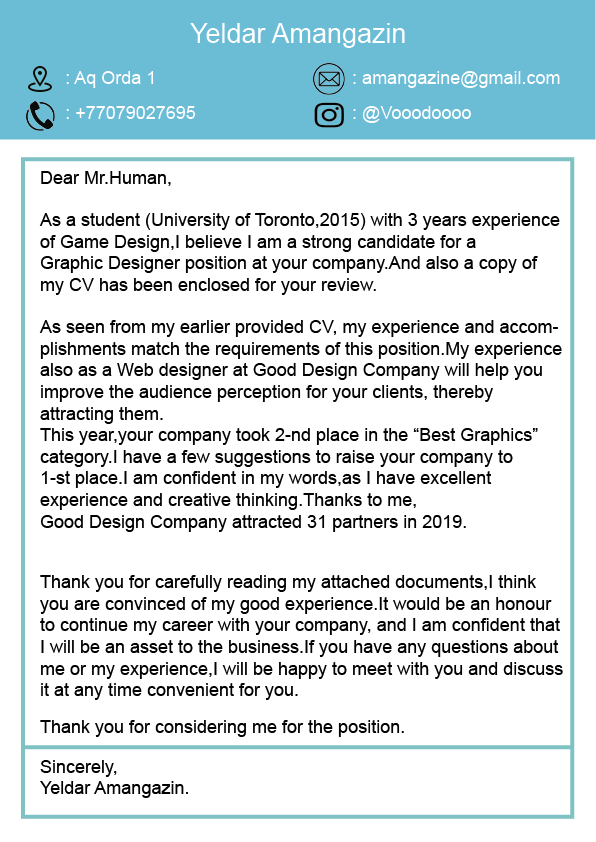 Yeldar Amangazin
: Aq Orda 1
: amangazine@gmail.com
: +77079027695
: @Vooodoooo
Dear Mr.Human,
As a student (University of Toronto,2015) with 3 years experience
of Game Design,I believe I am a strong candidate for a
Graphic Designer position at your company.And also a copy of
my CV has been enclosed for your review.
As seen from my earlier provided CV, my experience and accom-
plishments match the requirements of this position.My experience
also as a Web designer at Good Design Company will help you
improve the audience perception for your clients, thereby
attracting them.
This year,your company took 2-nd place in the “Best Graphics”
category.I have a few suggestions to raise your company to
1-st place.I am confident in my words,as I have excellent
experience and creative thinking.Thanks to me,
Good Design Company attracted 31 partners in 2019.
Thank you for carefully reading my attached documents,I think
you are convinced of my good experience.It would be an honour
to continue my career with your company, and I am confident that
I will be an asset to the business.If you have any questions about
me or my experience,I will be happy to meet with you and discuss
it at any time convenient for you.
Thank you for considering me for the position.
Sincerely,
Yeldar Amangazin.